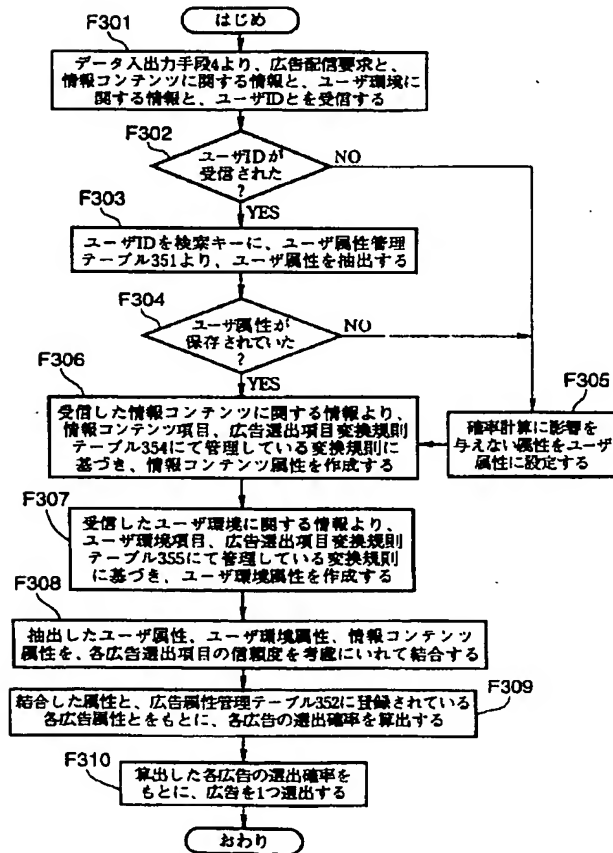 はじめ
F301
データ入出力手段4より、広告配信要求と、
情報コンテンツに関する情報と、ユーザ環境に
関する情報と、ユーザIDとを受信する
F302
ユーザIDが
受信された
?
NO
YES
F303
ユーザIDを検索キーに、ユーザ属性管理
テーブル351より、ユーザ属性を抽出する
F304
ユーザ属性が
保存されていた
?
NO
YES
F305
確率計算に影響を
与えない属性をユーザ
属性に設定する
F306
受信した情報コンテンツに関する情報より、
情報コンテンツ項目、広告選出項目変換規則
テーブル354にて管理している変換規則に
基づき、情報コンテンツ属性を作成する
F307
受信したユーザ環境に関する情報より、
ユーザ環境項目、広告選出項目変換規則
テーブル355にて管理している変換規則
に基づき、ユーザ環境属性を作成する
F308
抽出したユーザ属性、ユーザ環境属性、情報コンテンツ
属性を、各広告選出項目の信頼度を考慮にいれて結合する
F309
結合した属性と、広告属性管理テーブル352に登録されている
各広告属性とをもとに、各広告の選出確率を算出する
F310
算出した各広告の選出確率を
もとに、広告を1つ選出する
おわり